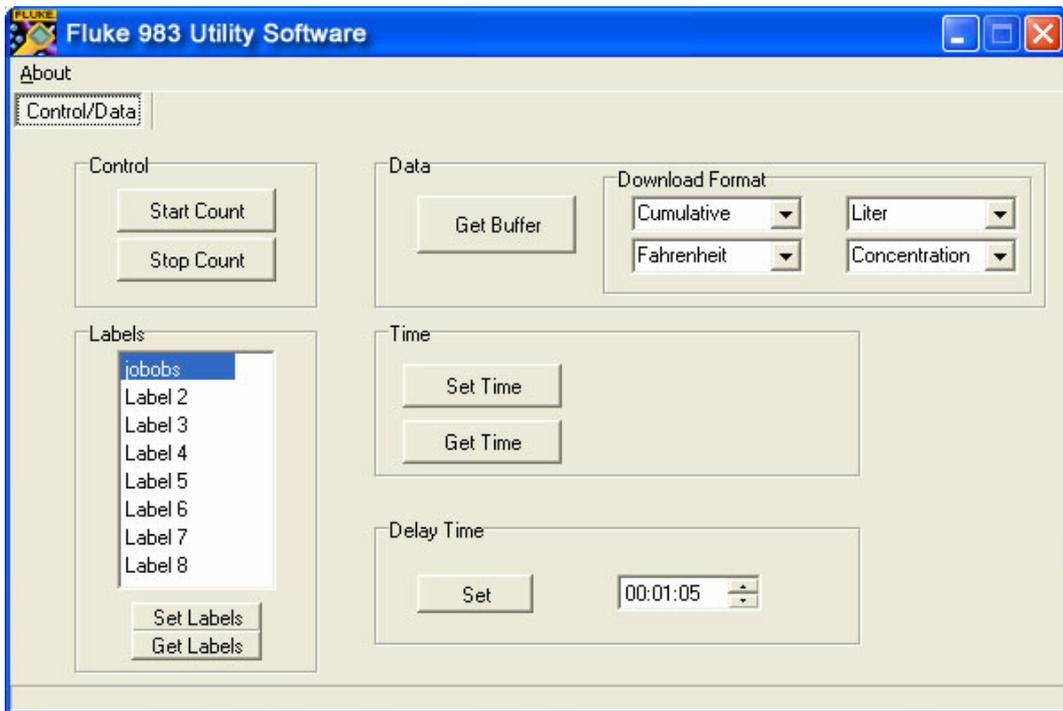 FLUKE
Fluke 983 Utility Software
About
Control/Data
Control
Start Count
Stop Count
Data
Get Buffer
Download Format
Cumulative
Liter
Fahrenheit
Concentration
Labels
jobobs
Label 2
Label 3
Label 4
Label 5
Label 6
Label 7
Label 8
Set Labels
Get Labels
Time
Set Time
Get Time
Delay Time
Set
00:01:05